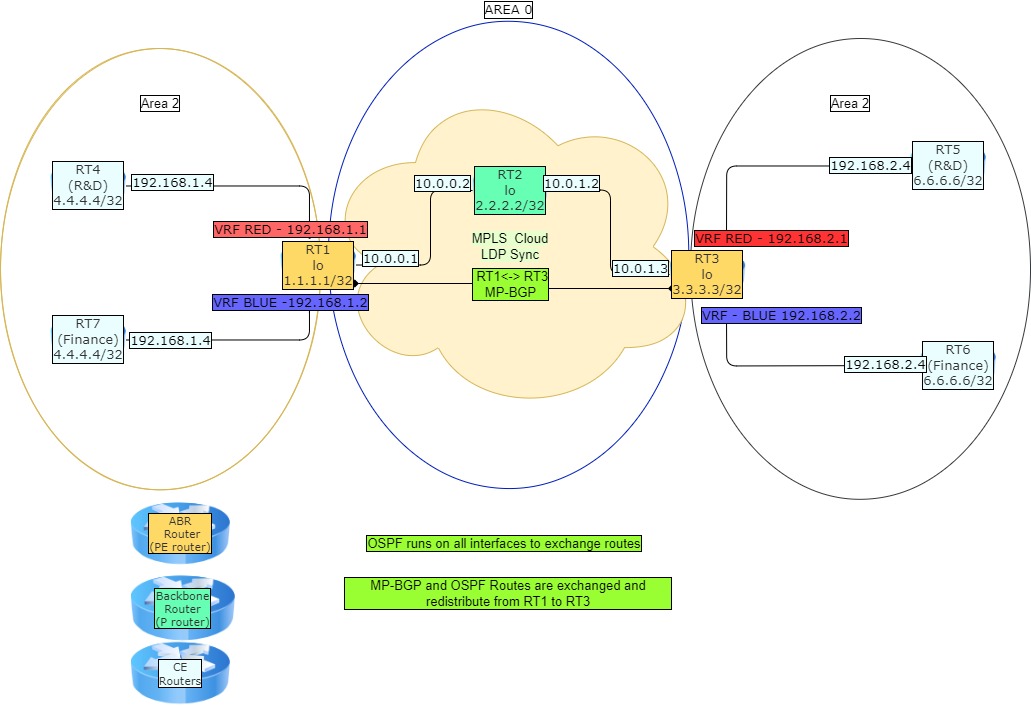 AREA 0
Area 2
Area 2
RT4
(R&D)
4.4.4.4/32
192.168.1.4
VRF RED - 192.168.1.1
RT1
lo
1.1.1.1/32
VRF BLUE -192.168.1.2
RT7
(Finance)
4.4.4.4/32
192.168.1.4
10.0.0.1
10.0.0.2
RT2
lo
2.2.2.2/32
10.0.1.2
MPLS Cloud
LDP Sync
RT1<-> RT3
MP-BGP
10.0.1.3
VRF RED - 192.168.2.1
RT3
lo
3.3.3.3/32
VRF - BLUE 192.168.2.2
192.168.2.4
RT5
(R&D)
6.6.6.6/32
192.168.2.4
RT6
(Finance)
6.6.6.6/32
ABR
Router
(PE router)
Backbone
Router
(P router)
CE
Routers
OSPF runs on all interfaces to exchange routes
MP-BGP and OSPF Routes are exchanged and
redistribute from RT1 to RT3